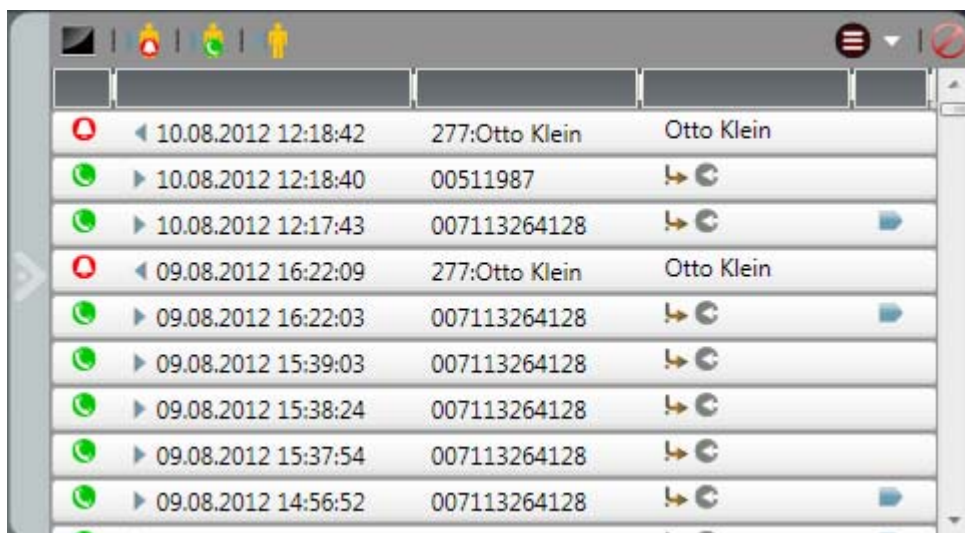 10.08.2012 12:18:42 277:Otto Klein Otto Klein
10.08.2012 12:18:40 00511987
10.08.2012 12:17:43 007113264128
09.08.2012 16:22:09 277:Otto Klein Otto Klein
09.08.2012 16:22:03 007113264128
09.08.2012 15:39:03 007113264128
09.08.2012 15:38:24 007113264128
09.08.2012 15:37:54 007113264128
09.08.2012 14:56:52 007113264128